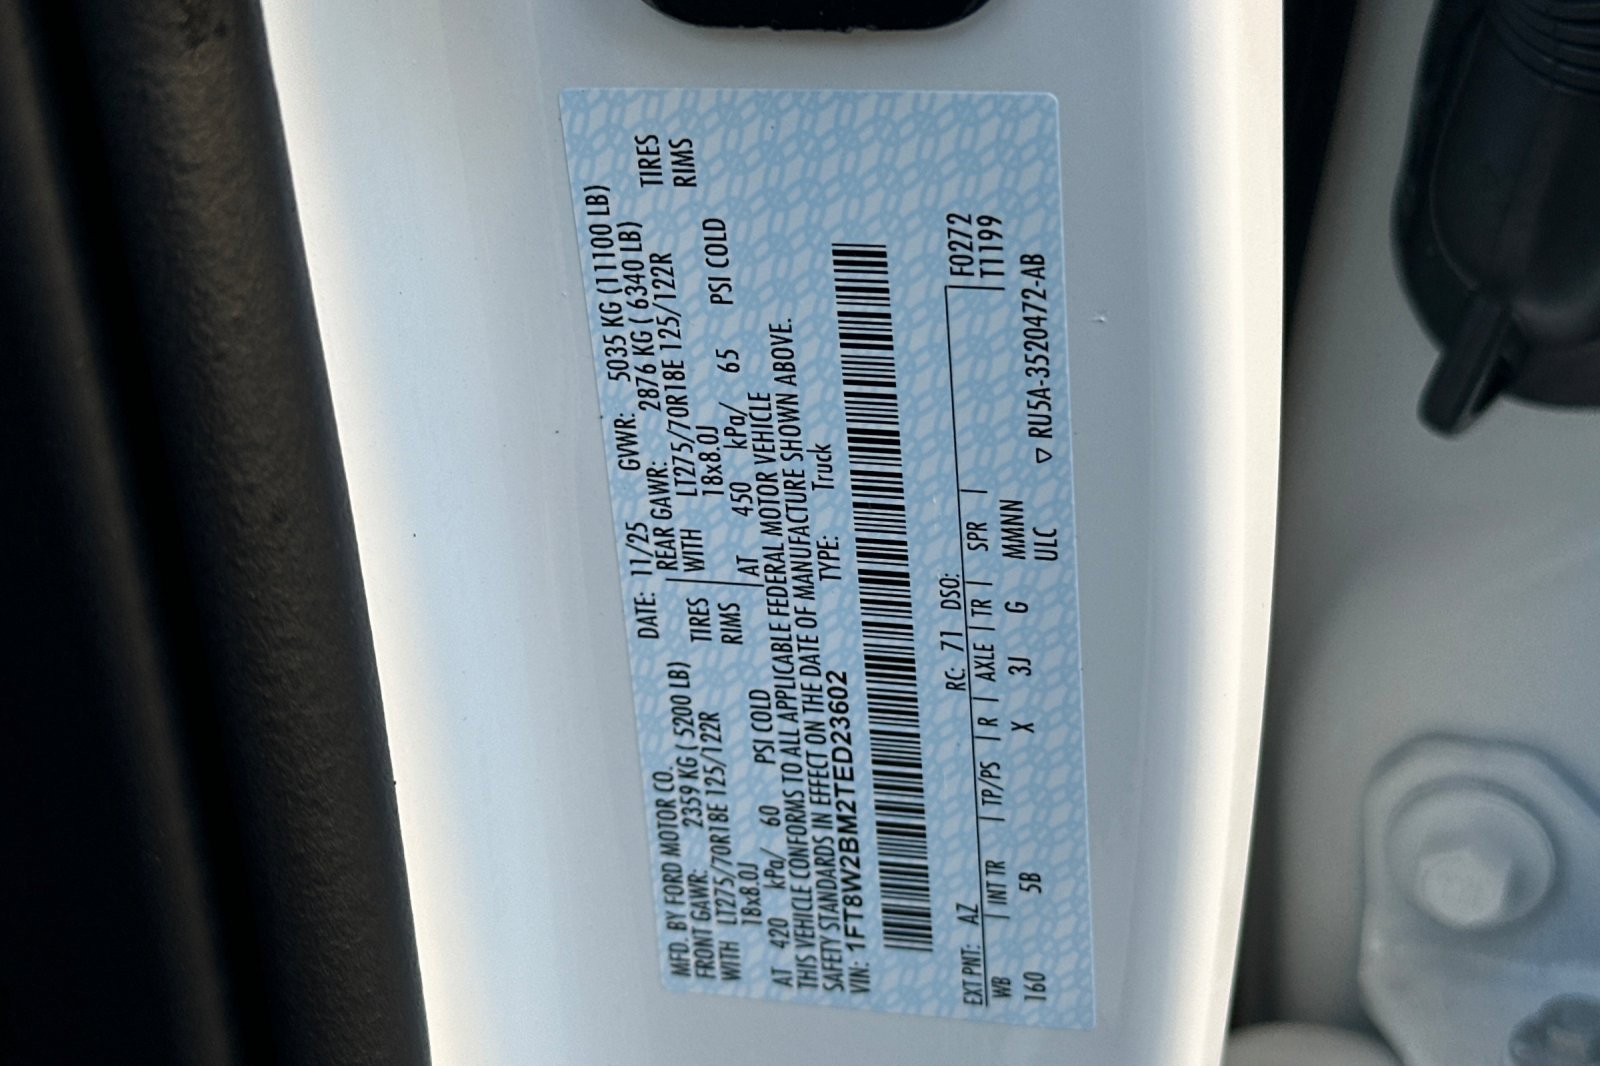 MFD. BY FORD MOTOR CO. DATE: 11/25 GVWR: 5035 KG (11100 LB)
FRONT GAWR: 2359 KG ( 5200 LB) REAR GAWR: 2876 KG ( 6340 LB)
WITH LT275/70R18E 125/122R TIRES WITH LT275/70R18E 125/122R TIRES
18x8.0J RIMS 18x8.0J RIMS
AT 420 kPa/ 60 PSI COLD AT 450 kPa/ 65 PSI COLD
THIS VEHICLE CONFORMS TO ALL APPLICABLE FEDERAL MOTOR VEHICLE
SAFETY STANDARDS IN EFFECT ON THE DATE OF MANUFACTURE SHOWN ABOVE.
VIN: 1FT8W2BM2TED23602 TYPE: Truck
EXT PNT: AZ RC: 71 DSO: F0272
WB | INT TR | TP/PS | R | AXLE | TR | SPR | T1199
160 5B X 3J G MMMNN
ULC ▽ RU5A-3520472-AB